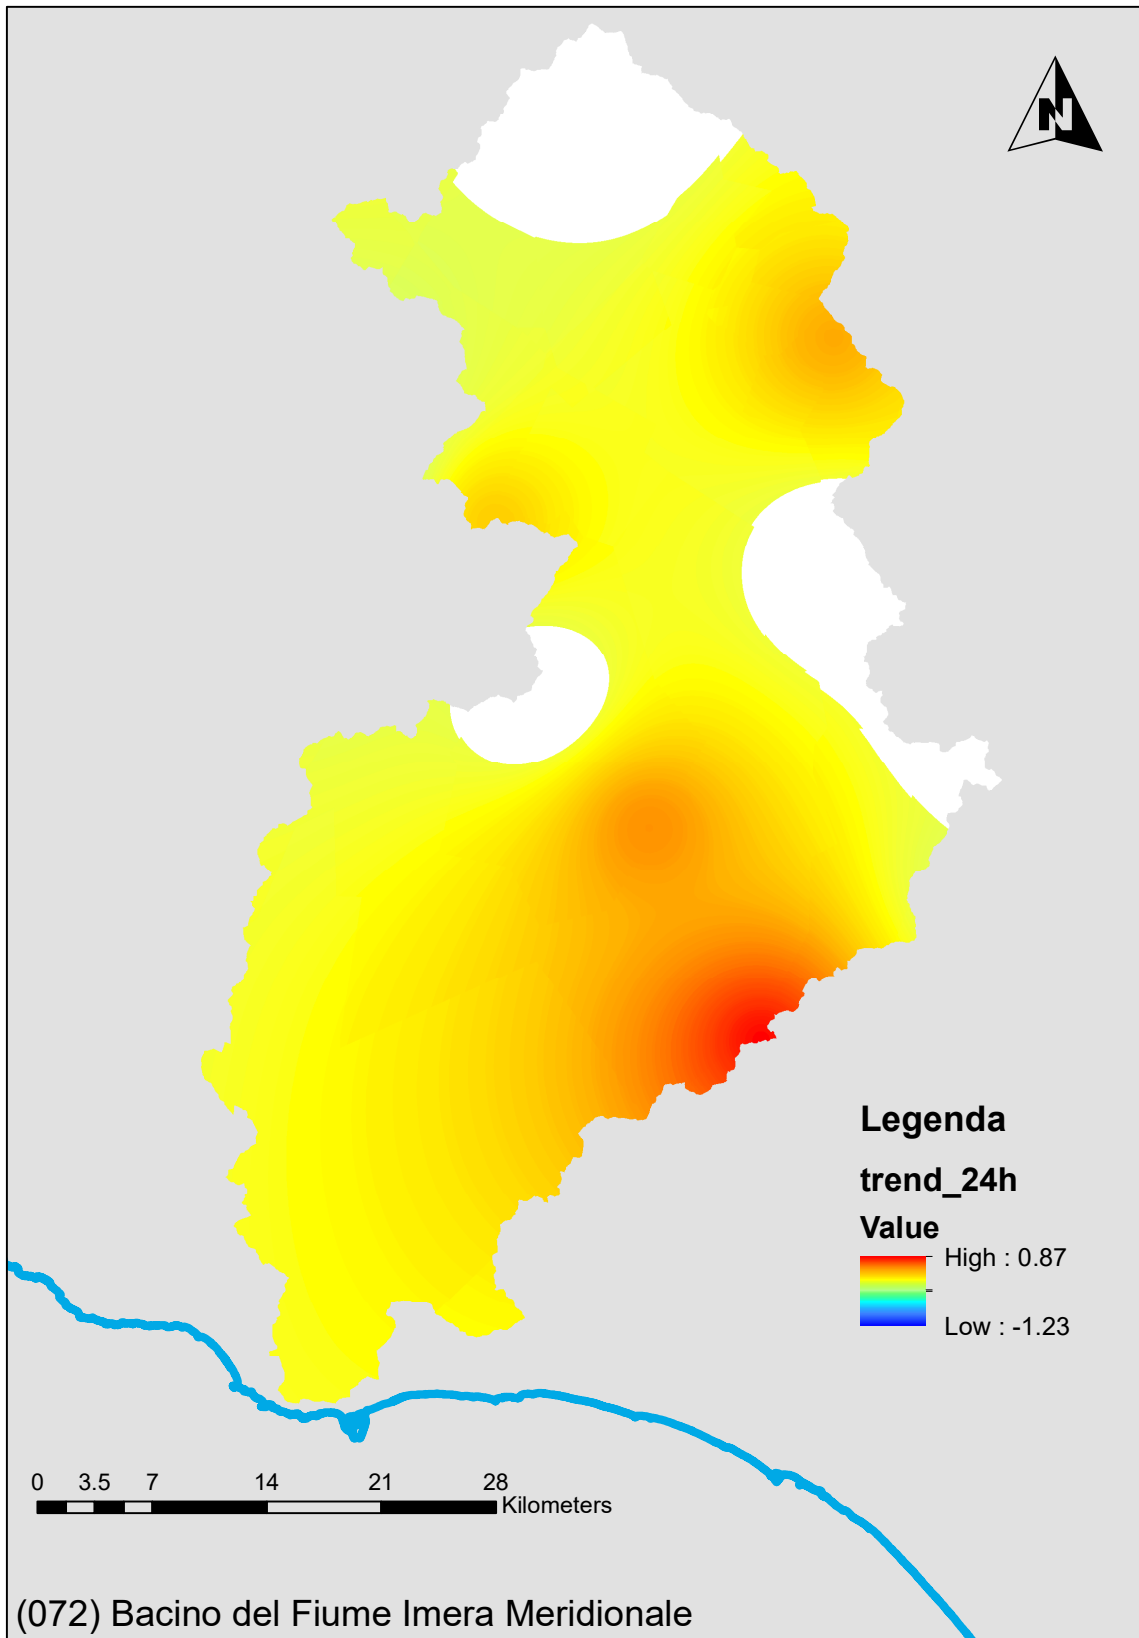 N
Legenda
trend_24h
Value
High : 0.87
Low : -1.23
0 3.5 7 14 21 28
Kilometers
(072) Bacino del Fiume Imera Meridionale